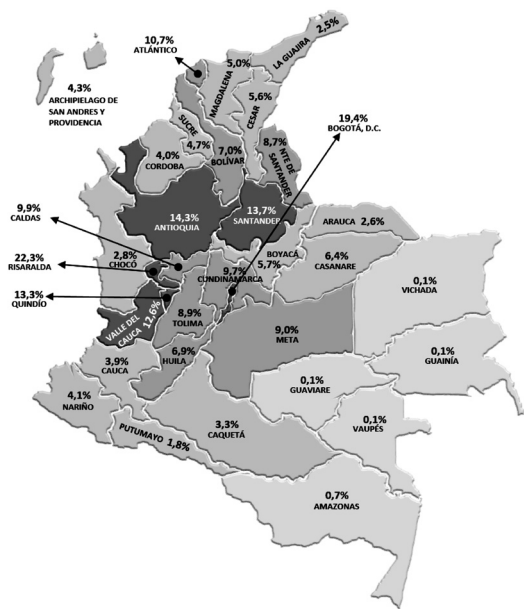 10,7%
ATLÁNTICO
2,5%
LA GUAJIRA
5,0%
MAGDALENA
4,3%
ARCHIPIELAGO DE
SAN ANDRES Y
PROVIDENCIA
5,6%
CESAR
19,4%
BOGOTÁ, D.C.
SUCRE
4,7%
7,0%
BOLÍVAR
8,7%
NTE DE
SANTANDER
4,0%
CORDOBA
9,9%
CALDAS
14,3%
ANTIOQUIA
13,7%
SANTANDER
ARAUCA 2,6%
22,3%
RISARALDA
2,8%
CHOCÓ
9,7%
CUNDINAMARCA
BOYACÁ
5,7%
6,4%
CASANARE
0,1%
VICHADA
13,3%
QUINDÍO
VALLE DEL
CAUCA 12,6%
8,9%
TOLIMA
9,0%
META
6,9%
HUILA
0,1%
GUAINÍA
3,9%
CAUCA
0,1%
GUAVIARE
4,1%
NARIÑO
3,3%
CAQUETÁ
0,1%
VAUPÉS
PUTUMAYO 1,8%
0,7%
AMAZONAS